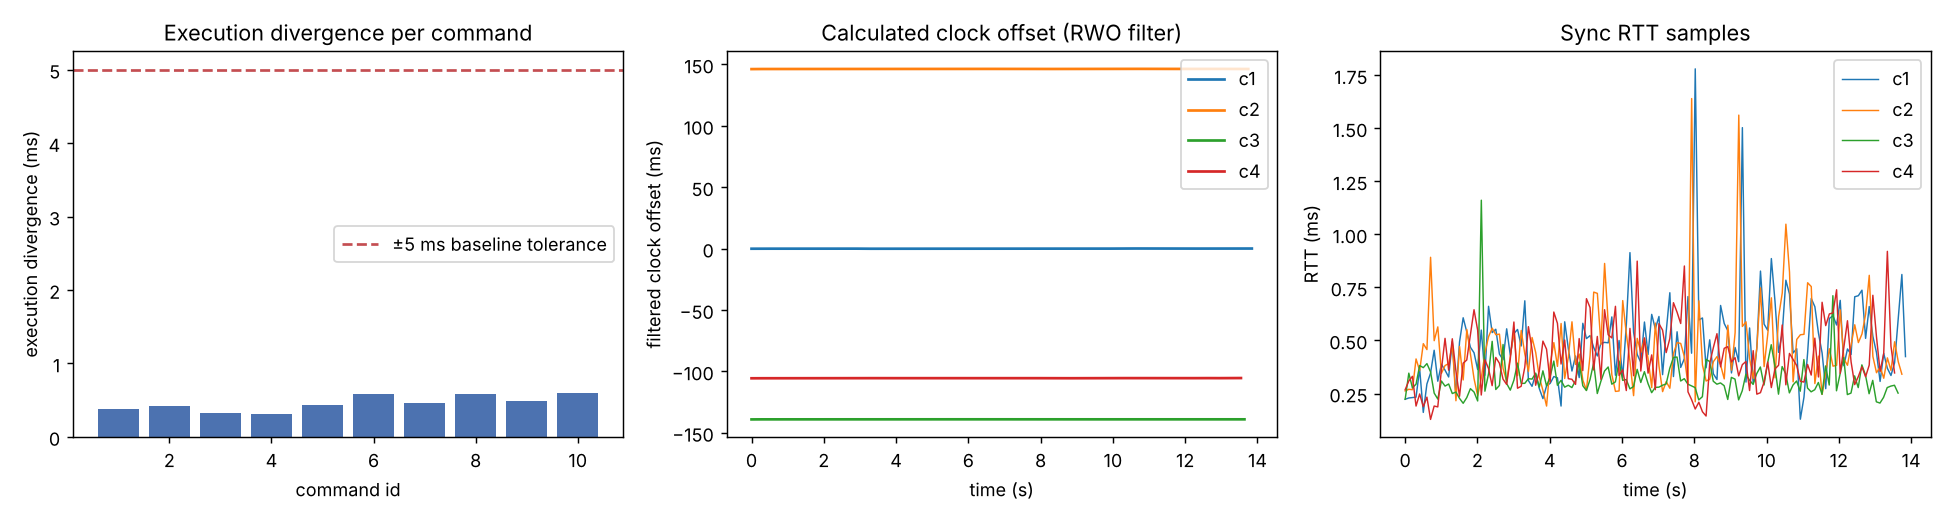 Execution divergence per command
execution divergence (ms)
5
4
3
2
1
0
±5 ms baseline tolerance
2 4 6 8 10
command id
Calculated clock offset (RWO filter)
filtered clock offset (ms)
150
100
50
0
−50
−100
−150
c1
c2
c3
c4
0 2 4 6 8 10 12 14
time (s)
Sync RTT samples
RTT (ms)
1.75
1.50
1.25
1.00
0.75
0.50
0.25
c1
c2
c3
c4
0 2 4 6 8 10 12 14
time (s)